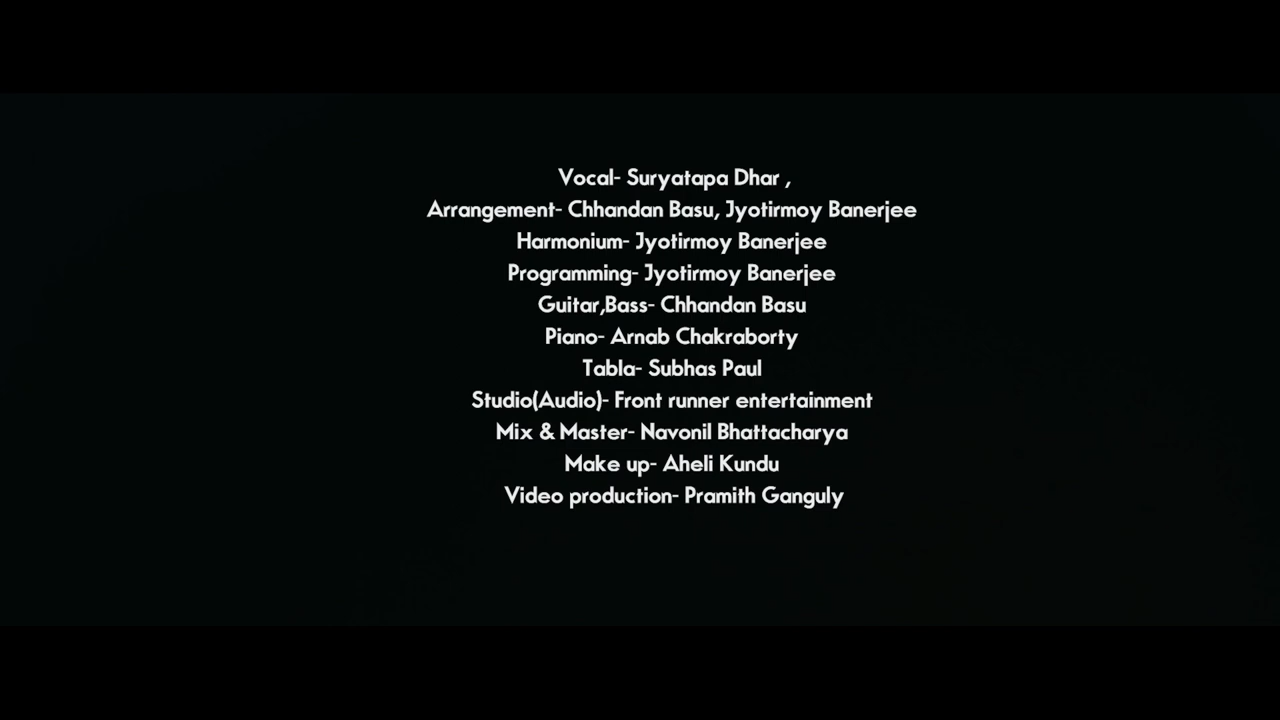 Vocal- Suryatapa Dhar ,
Arrangement- Chhandan Basu, Jyotirmoy Banerjee
Harmonium- Jyotirmoy Banerjee
Programming- Jyotirmoy Banerjee
Guitar,Bass- Chhandan Basu
Piano- Arnab Chakraborty
Tabla- Subhas Paul
Studio(Audio)- Front runner entertainment
Mix & Master- Navonil Bhattacharya
Make up- Aheli Kundu
Video production- Pramith Ganguly